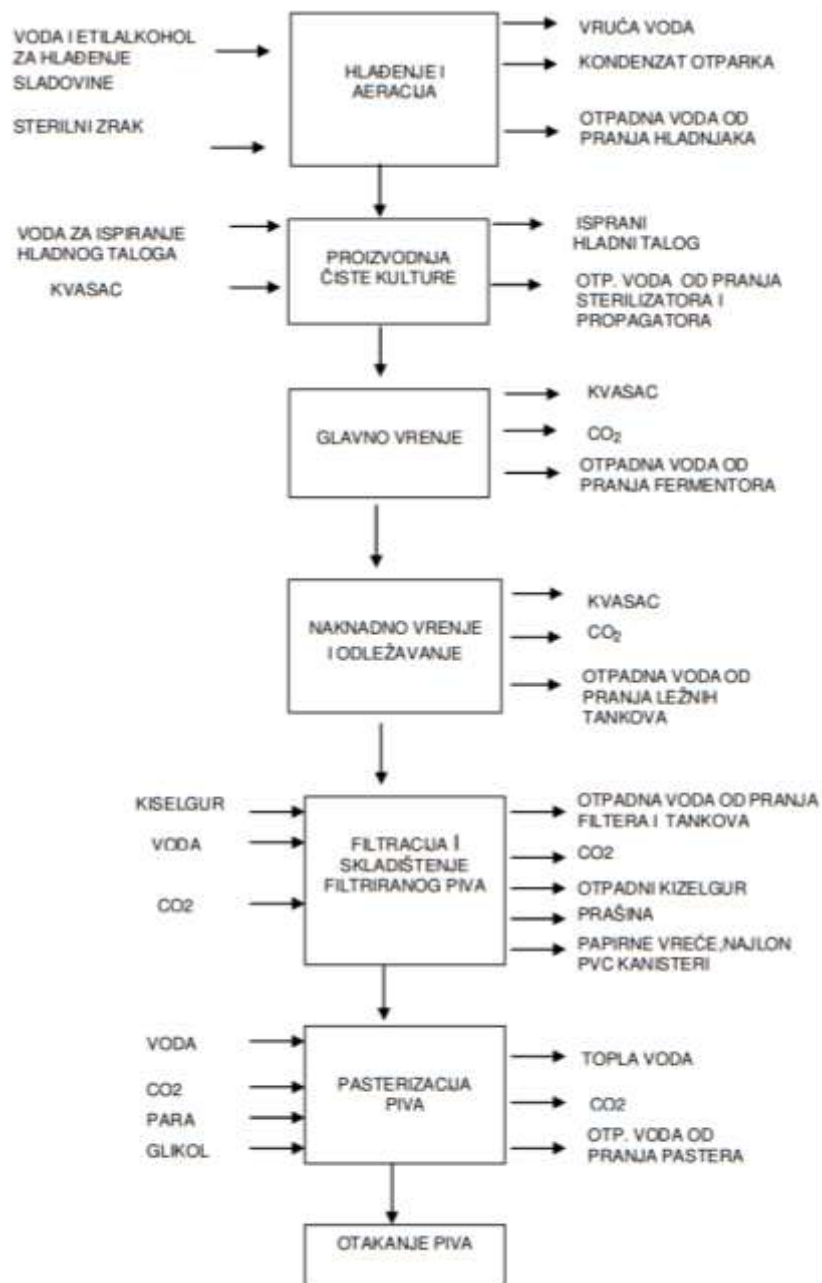 VODA I ETILALKOHOL
ZA HLAĐENJE
SLADOVINE
STERILNI ZRAK
HLAĐENJE I
AERACIJA
VRUĆA VODA
KONDENZAT OTPARKA
OTPADNA VODA OD
PRANJA HLADNJAKA
VODA ZA ISPIRANJE
HLADNOG TALOGA
KVASAC
PROIZVODNJA
ČISTE KULTURE
ISPRANI
HLADNI TALOG
OTP. VODA OD PRANJA
STERILIZATORA I
PROPAGATORA
GLAVNO VRENJE
KVASAC
CO₂
OTPADNA VODA OD
PRANJA FERMENTORA
NAKNADNO VRENJE
I ODLEŽAVANJE
KVASAC
CO₂
OTPADNA VODA OD
PRANJA LEŽNIH
TANKOVA
KISELGUR
VODA
CO2
FILTRACIJA I
SKLADIŠTENJE
FILTRIRANOG PIVA
OTPADNA VODA OD PRANJA
FILTERA I TANKOVA
CO2
OTPADNI KIZELGUR
PRAŠINA
PAPIRNE VREĆE,NAJLON
PVC KANISTERI
VODA
CO2
PARA
GLIKOL
PASTERIZACIJA
PIVA
TOPLA VODA
CO2
OTP. VODA OD
PRANJA PASTERA
OTAKANJE PIVA